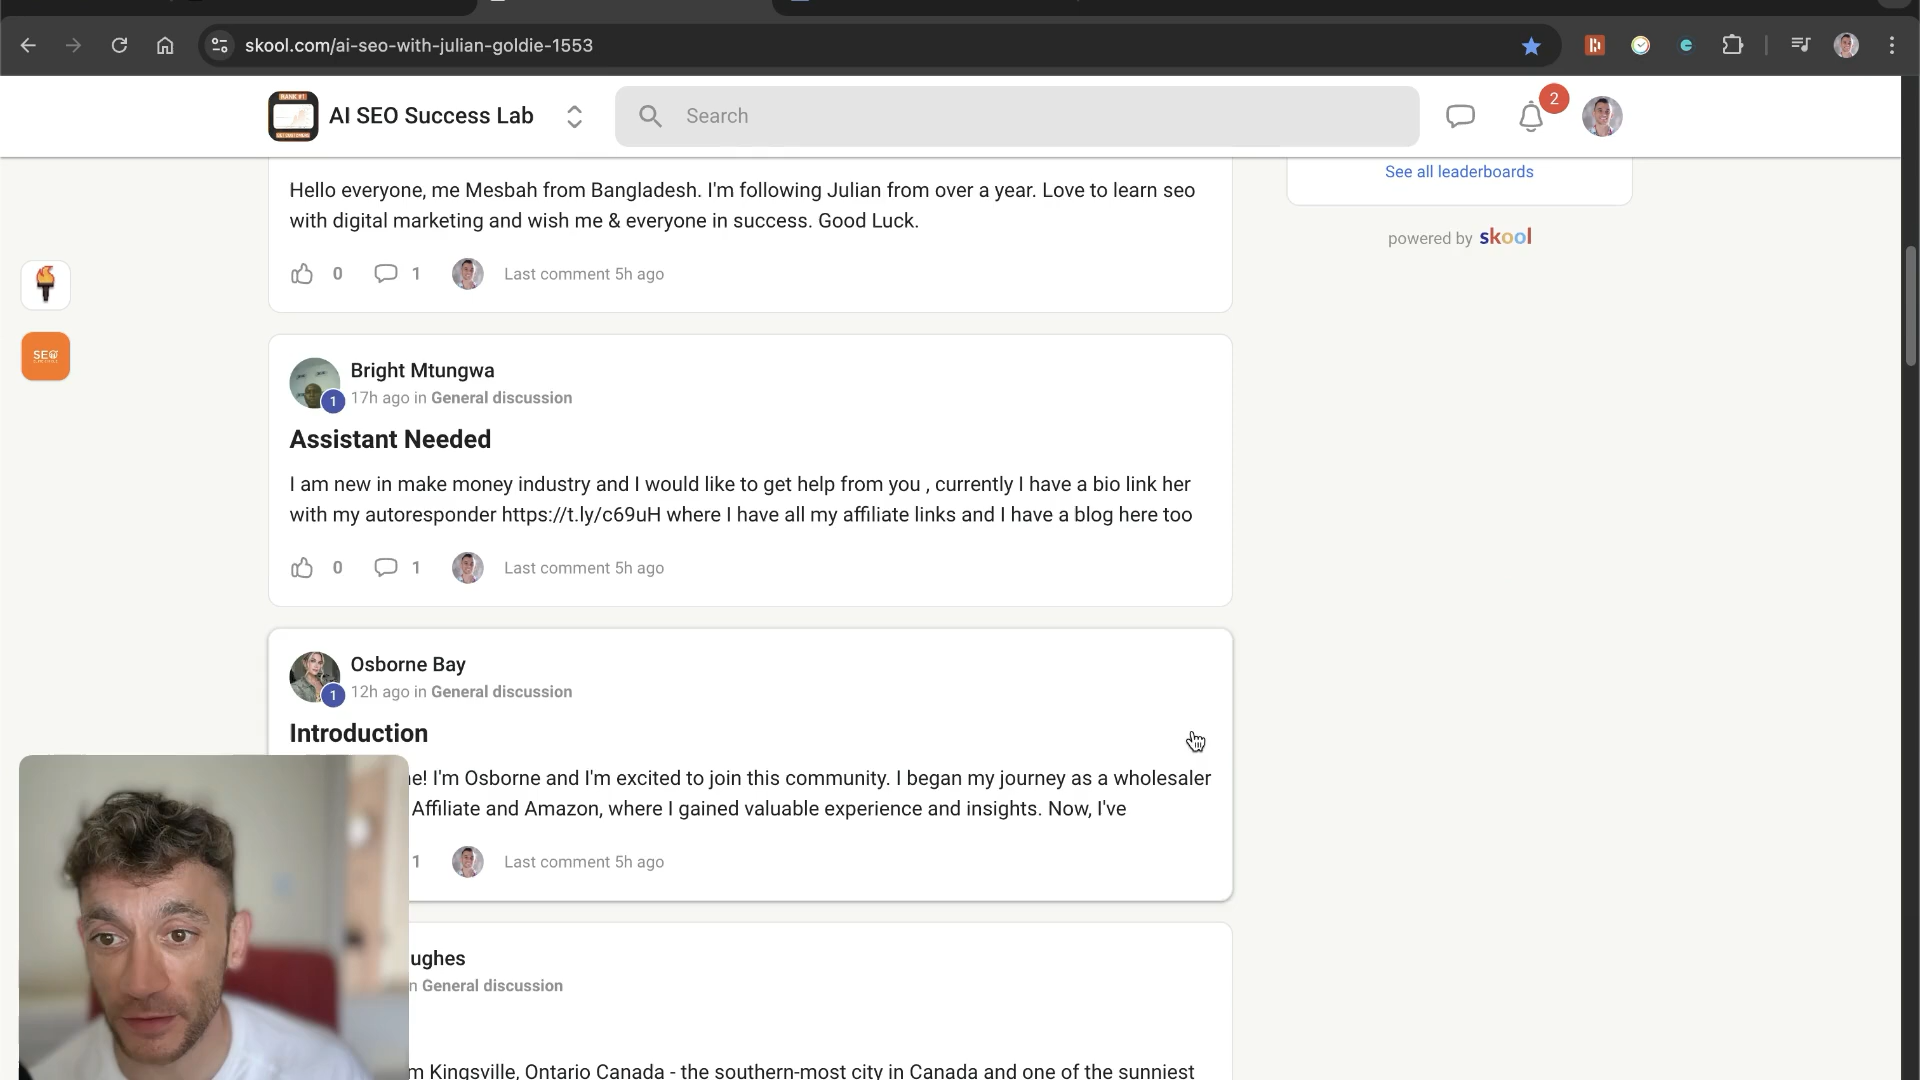 skool.com/ai-seo-with-julian-goldie-1553
RANK #1
AI SEO Success Lab
Search
2
See all leaderboards
powered by skool
Hello everyone, me Mesbah from Bangladesh. I'm following Julian from over a year. Love to learn seo
with digital marketing and wish me & everyone in success. Good Luck.
0 1 Last comment 5h ago
SEO
Bright Mtungwa
1 17h ago in General discussion
Assistant Needed
I am new in make money industry and I would like to get help from you , currently I have a bio link her
with my autoresponder https://t.ly/c69uH where I have all my affiliate links and I have a blog here too
0 1 Last comment 5h ago
Osborne Bay
1 12h ago in General discussion
Introduction
e! I'm Osborne and I'm excited to join this community. I began my journey as a wholesaler
Affiliate and Amazon, where I gained valuable experience and insights. Now, I've
1 Last comment 5h ago
ughes
n General discussion
m Kingsville, Ontario Canada - the southern-most city in Canada and one of the sunniest